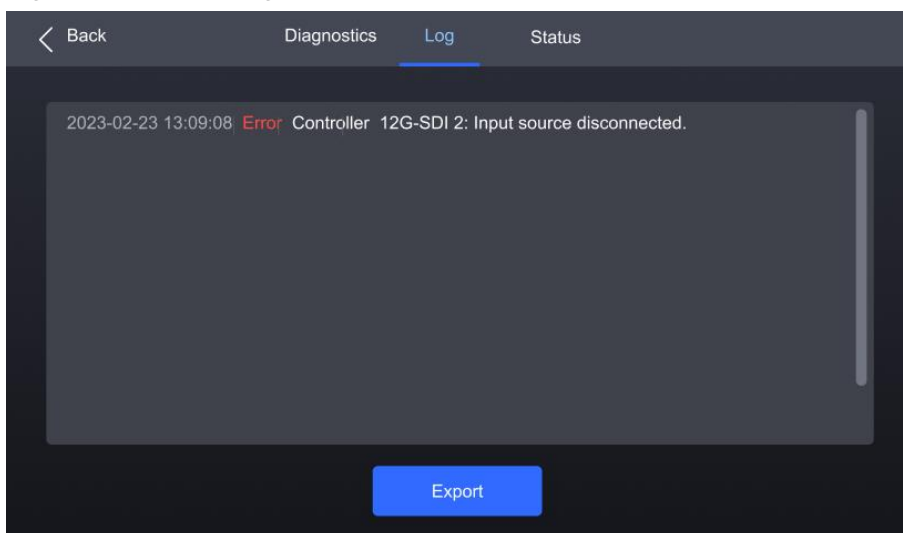 Back Diagnostics Log Status
2023-02-23 13:09:08 Error Controller 12G-SDI 2: Input source disconnected.
Export